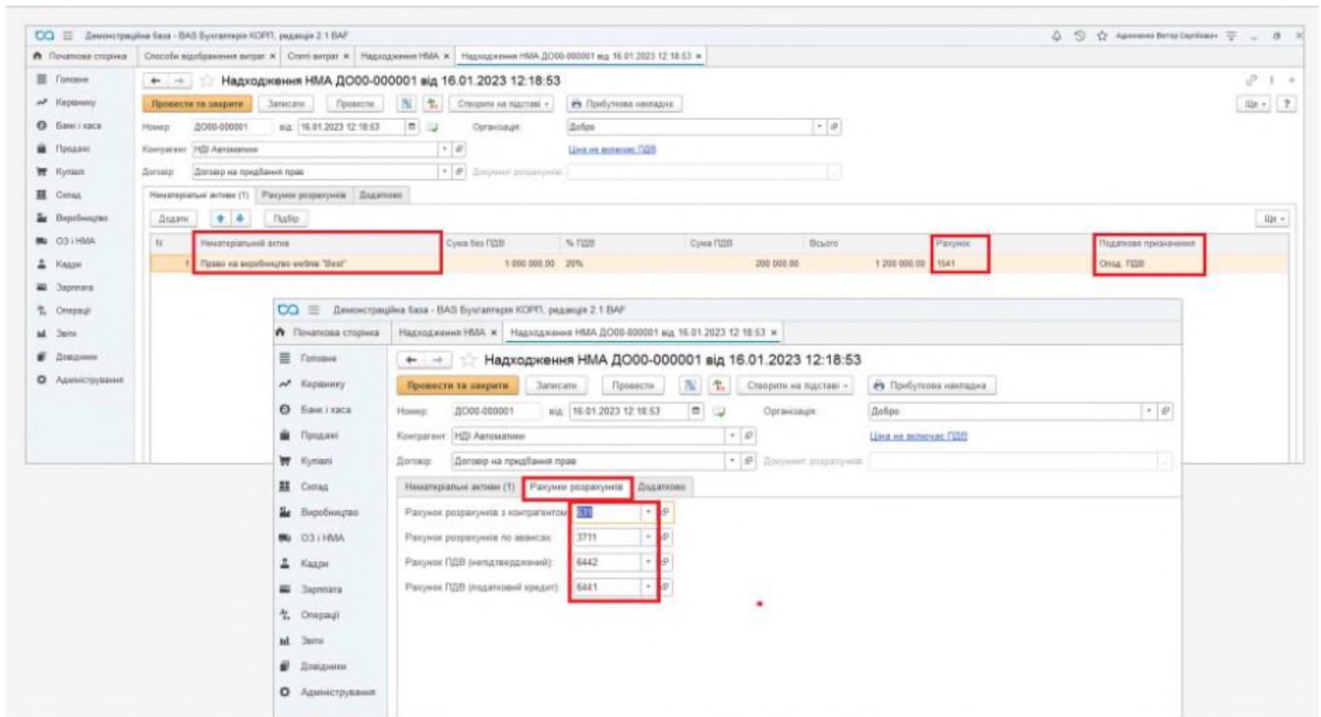 Демонстраційна база - BAS Бухгалтерія КОРП, редакція 2.1 BAF
Адоньєва Вктор Сергійович
Початкова сторінка Способи відображення витрат × Статті витрат × Надходження НМА × Надходження НМА ДО00-000001 від 16.01.2023 12:18:53 ×
Головне
Надходження НМА ДО00-000001 від 16.01.2023 12:18:53
Керівнику
Провести та закрити Записати Провести Створити на підставі Прибуткова накладна Ще ?
Банк і каса
Номер: ДО00-000001 від: 16.01.2023 12:18:53 Організація: Добро
Продажі
Контрагент: НДІ Автоматики Ціна не включає ПДВ
Купівлі
Договір: Договір на придбання прав Документ розрахунків:
Склад
Нематеріальні активи (1) Рахунки розрахунків Додатково
Виробництво
Додати Підбір Ще
ОЗ і НМА
N Нематеріальний актив Сума без ПДВ % ПДВ Сума ПДВ Всього Рахунок Податкове призначення
Кадри
1 Право на виробництво меблів "Best" 1 000 000,00 20% 200 000,00 1 200 000,00 1541 Опод. ПДВ
Зарплата
Операції
Звіти
Довідники
Адміністрування
Демонстраційна база - BAS Бухгалтерія КОРП, редакція 2.1 BAF
Початкова сторінка Надходження НМА × Надходження НМА ДО00-000001 від 16.01.2023 12:18:53 ×
Головне
Надходження НМА ДО00-000001 від 16.01.2023 12:18:53
Керівнику
Провести та закрити Записати Провести Створити на підставі Прибуткова накладна
Банк і каса
Номер: ДО00-000001 від: 16.01.2023 12:18:53 Організація: Добро
Продажі
Контрагент: НДІ Автоматики Ціна не включає ПДВ
Купівлі
Договір: Договір на придбання прав Документ розрахунків:
Склад
Нематеріальні активи (1) Рахунки розрахунків Додатково
Виробництво
Рахунок розрахунків з контрагентом: 631
ОЗ і НМА
Рахунок розрахунків по авансах: 3711
Кадри
Рахунок ПДВ (непідтверджений): 6442
Зарплата
Рахунок ПДВ (податковий кредит): 6441
Операції
Звіти
Довідники
Адміністрування